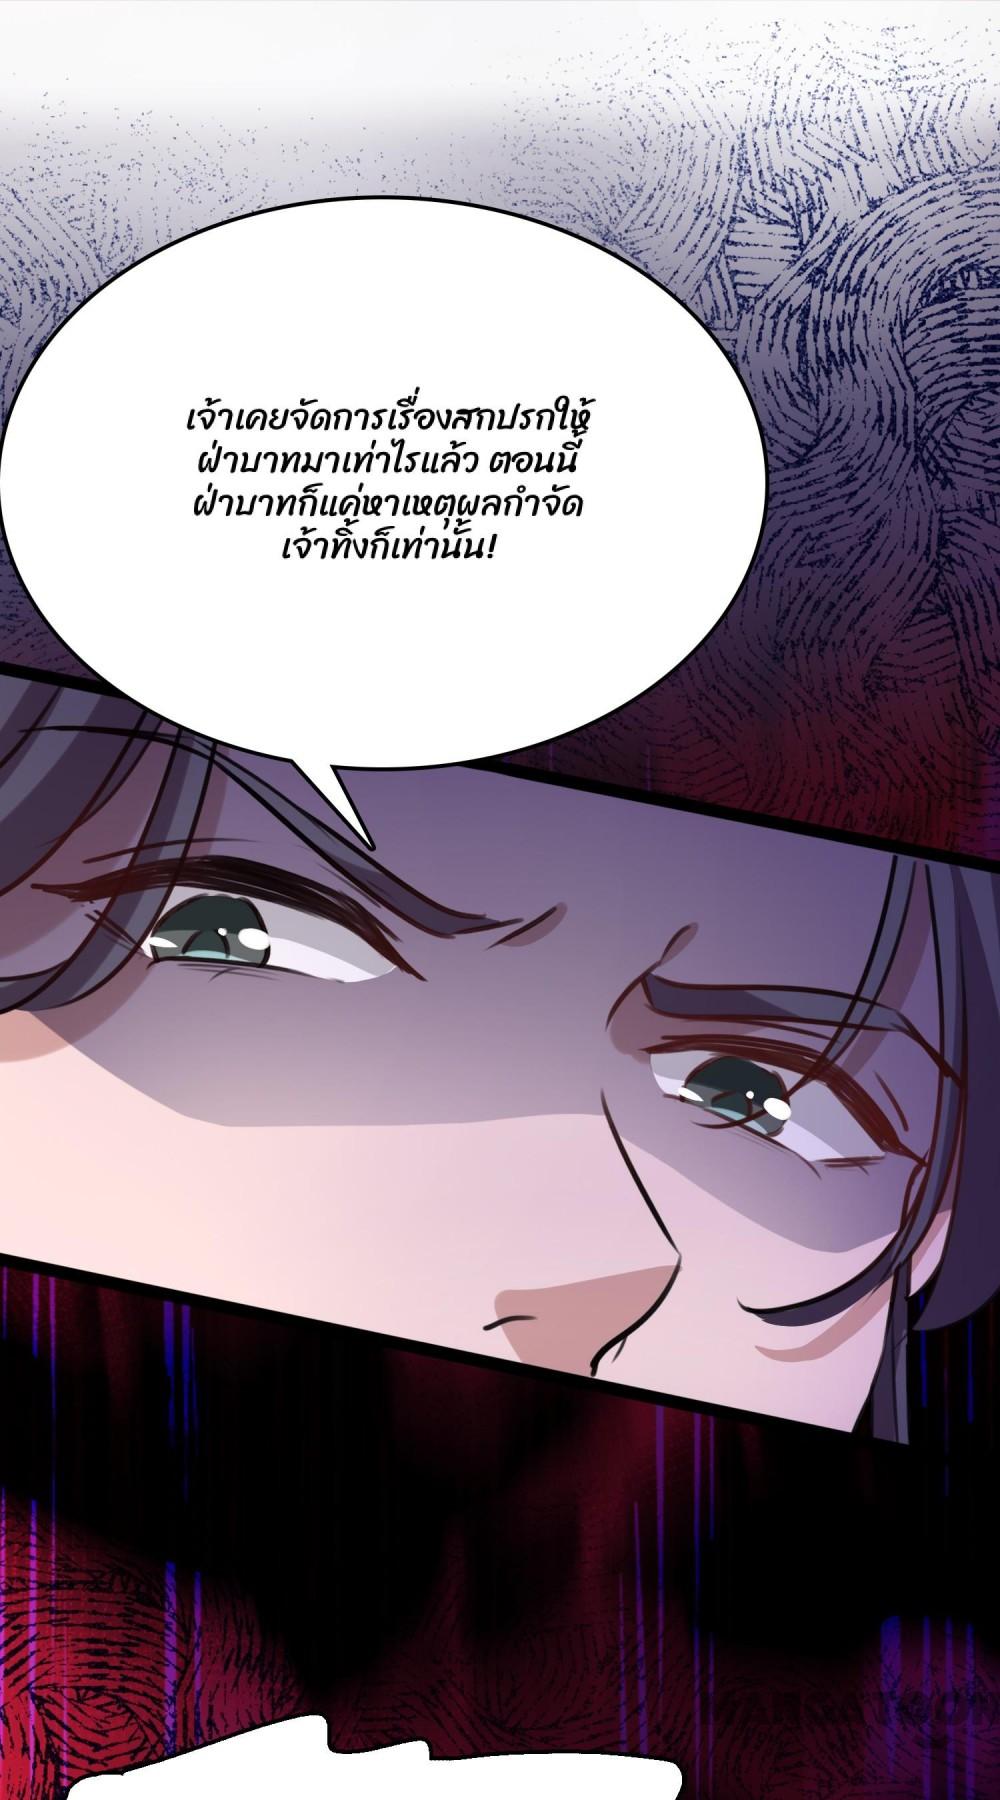 เจ้าเคยจัดการเรื่องสกปรกให้
ฝ่าบาทมาเท่าไรแล้ว ตอนนี้
ฝ่าบาทก็แค่หาเหตุผลกำจัด
เจ้าทิ้งก็เท่านั้น!